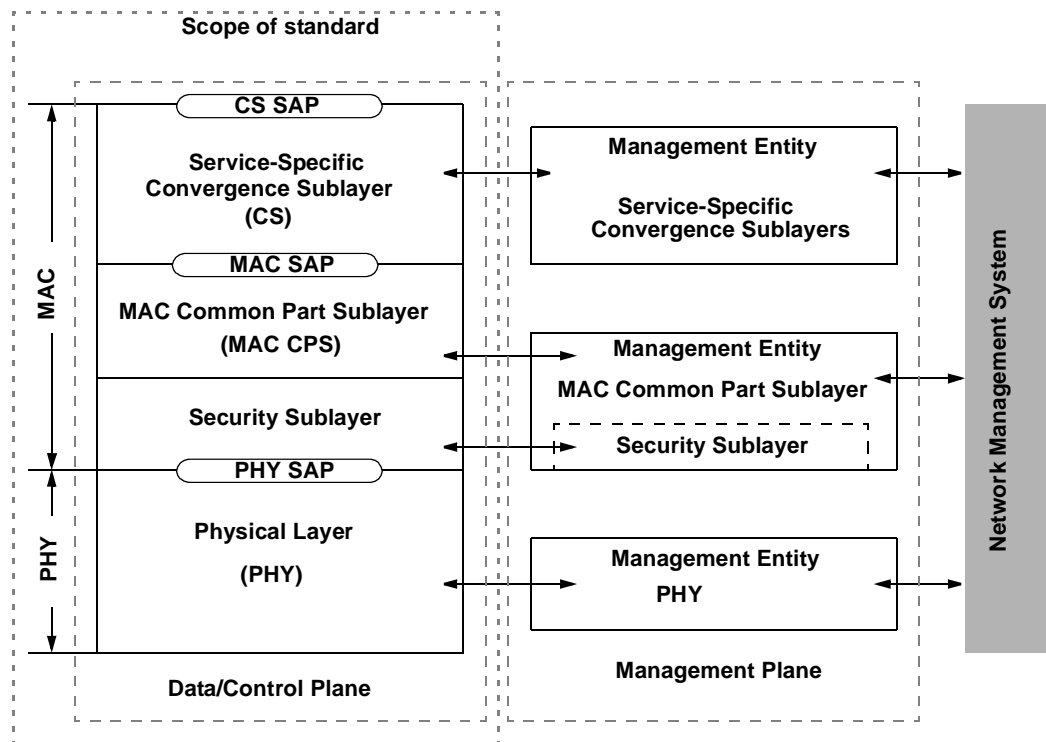 Scope of standard
CS SAP
Service-Specific
Convergence Sublayer
(CS)
MAC SAP
MAC Common Part Sublayer
(MAC CPS)
Security Sublayer
PHY SAP
Physical Layer
(PHY)
Data/Control Plane
MAC
PHY
Management Entity
Service-Specific
Convergence Sublayers
Management Entity
MAC Common Part Sublayer
Security Sublayer
Management Entity
PHY
Management Plane
Network Management System